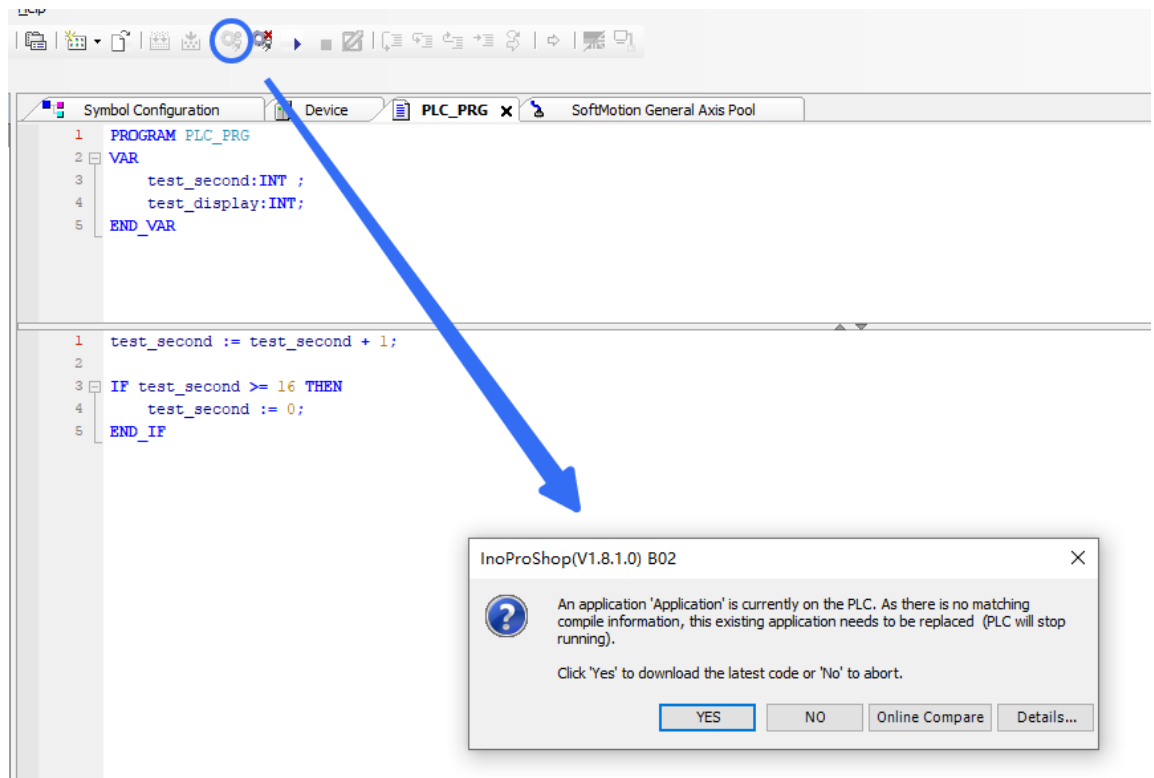 Help
Symbol Configuration Device PLC_PRG SoftMotion General Axis Pool
1 PROGRAM PLC_PRG
2 VAR
3 test_second:INT ;
4 test_display:INT;
5 END_VAR
1 test_second := test_second + 1;
2
3 IF test_second >= 16 THEN
4 test_second := 0;
5 END_IF
InoProShop(V1.8.1.0) B02
An application 'Application' is currently on the PLC. As there is no matching
compile information, this existing application needs to be replaced (PLC will stop
running).
Click 'Yes' to download the latest code or 'No' to abort.
YES NO Online Compare Details...